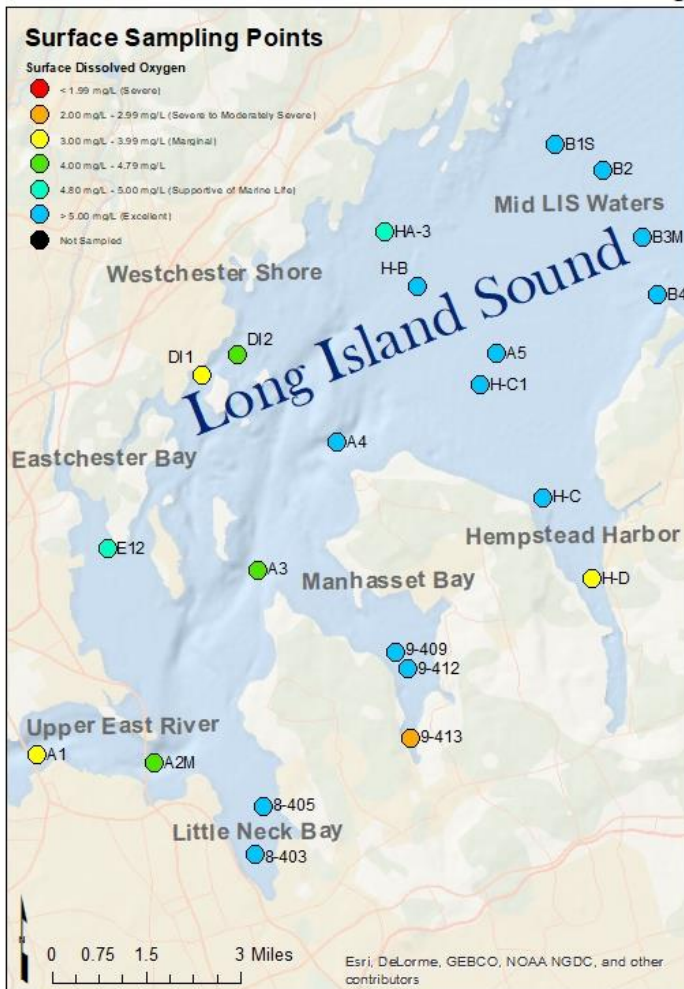 Surface Sampling Points
Surface Dissolved Oxygen
< 1.99 mg/L (Severe)
2.00 mg/L - 2.99 mg/L (Severe to Moderately Severe)
3.00 mg/L - 3.99 mg/L (Marginal)
4.00 mg/L - 4.79 mg/L
4.80 mg/L - 5.00 mg/L (Supportive of Marine Life)
> 5.00 mg/L (Excellent)
Not Sampled
B1S
B2
Mid LIS Waters
HA-3
B3M
Westchester Shore
H-B
B4
Long Island Sound
DI2
DI1
A5
H-C1
A4
Eastchester Bay
H-C
Hempstead Harbor
E12
A3
Manhasset Bay
H-D
9-409
9-412
Upper East River
9-413
A1
A2M
8-405
Little Neck Bay
8-403
N
0 0.75 1.5 3 Miles
Esri, DeLorme, GEBCO, NOAA NGDC, and other
contributors